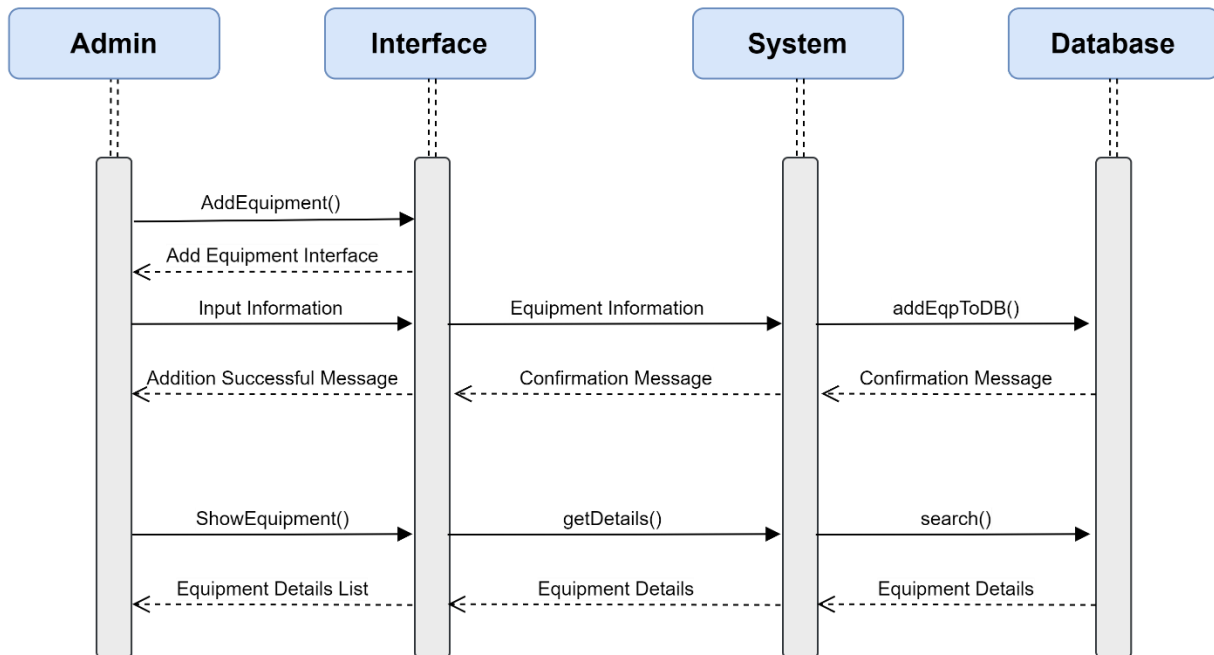 Admin
Interface
System
Database
AddEquipment()
Add Equipment Interface
Input Information
Equipment Information
addEqpToDB()
Addition Successful Message
Confirmation Message
Confirmation Message
ShowEquipment()
getDetails()
search()
Equipment Details List
Equipment Details
Equipment Details